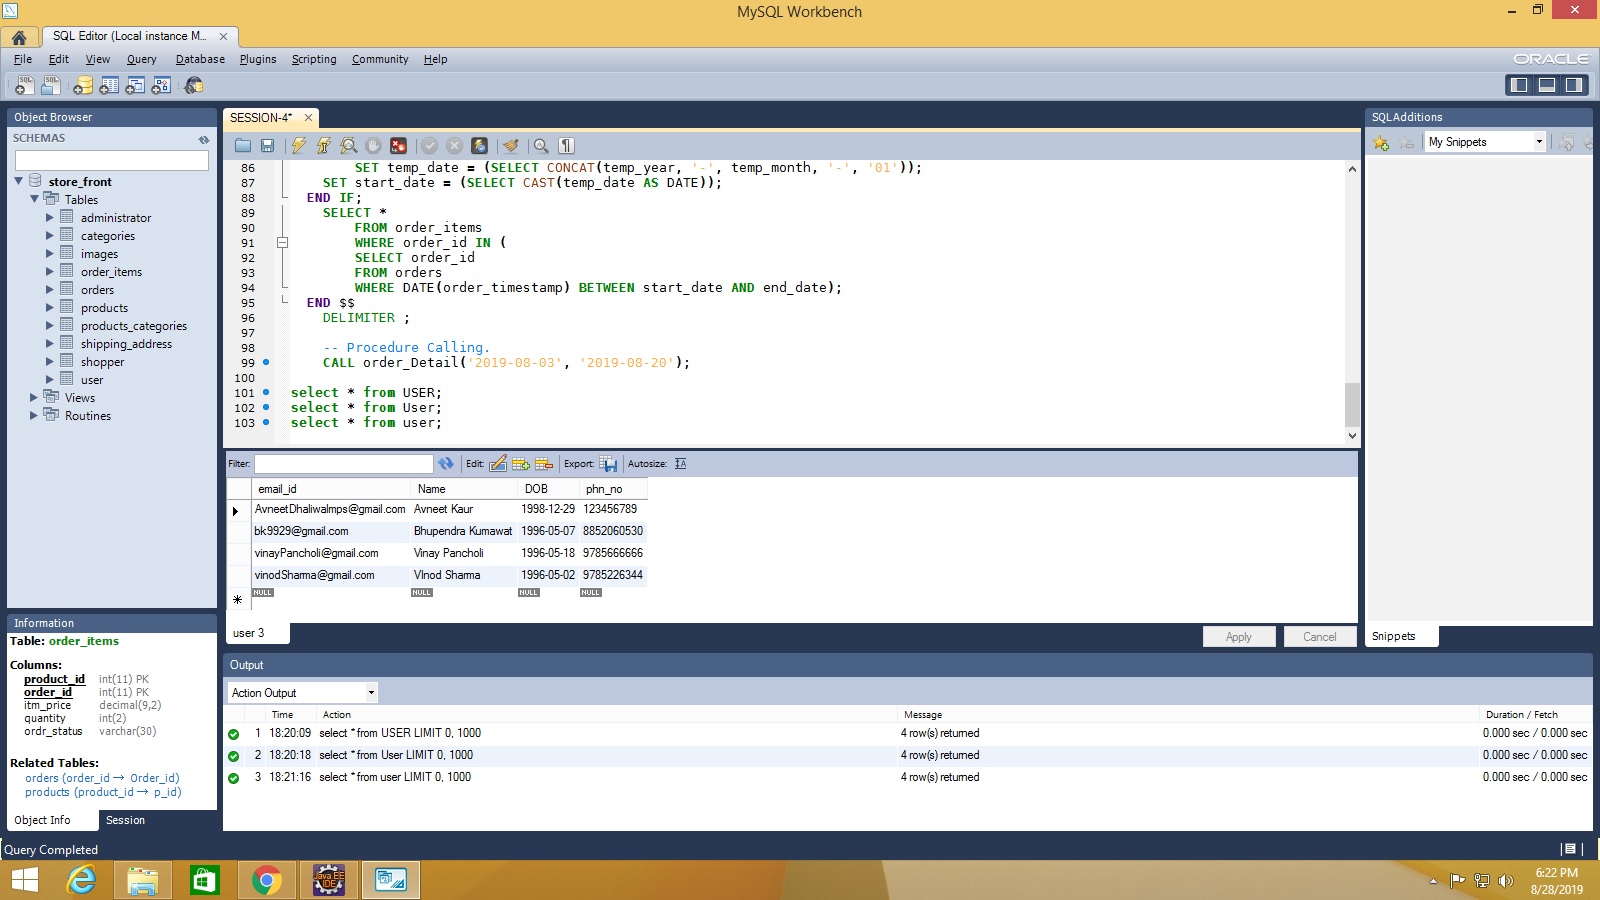 MySQL Workbench
SQL Editor (Local instance M...
File Edit View Query Database Plugins Scripting Community Help
ORACLE
Object Browser
SCHEMAS
store_front
Tables
administrator
categories
images
order_items
orders
products
products_categories
shipping_address
shopper
user
Views
Routines
Information
Table: order_items
Columns:
product_id int(11) PK
order_id int(11) PK
itm_price decimal(9,2)
quantity int(2)
ordr_status varchar(30)
Related Tables:
orders (order_id → Order_id)
products (product_id → p_id)
Object Info Session
SESSION-4*
86 SET temp_date = (SELECT CONCAT(temp_year, '-', temp_month, '-', '01'));
87 SET start_date = (SELECT CAST(temp_date AS DATE));
88 END IF;
89 SELECT *
90 FROM order_items
91 WHERE order_id IN (
92 SELECT order_id
93 FROM orders
94 WHERE DATE(order_timestamp) BETWEEN start_date AND end_date);
95 END $$
96 DELIMITER ;
97
98 -- Procedure Calling.
99 CALL order_Detail('2019-08-03', '2019-08-20');
100
101 select * from USER;
102 select * from User;
103 select * from user;
Filter: Edit: Export: Autosize:
email_id Name DOB phn_no
AvneetDhaliwalmps@gmail.com Avneet Kaur 1998-12-29 123456789
bk9929@gmail.com Bhupendra Kumawat 1996-05-07 8852060530
vinayPancholi@gmail.com Vinay Pancholi 1996-05-18 9785666666
vinodSharma@gmail.com VInod Sharma 1996-05-02 9785226344
NULL NULL NULL NULL
user 3
Apply Cancel
SQLAdditions
My Snippets
Snippets
Output
Action Output
Time Action Message Duration / Fetch
1 18:20:09 select * from USER LIMIT 0, 1000 4 row(s) returned 0.000 sec / 0.000 sec
2 18:20:18 select * from User LIMIT 0, 1000 4 row(s) returned 0.000 sec / 0.000 sec
3 18:21:16 select * from user LIMIT 0, 1000 4 row(s) returned 0.000 sec / 0.000 sec
Query Completed
Java EE
IDE
6:22 PM
8/28/2019